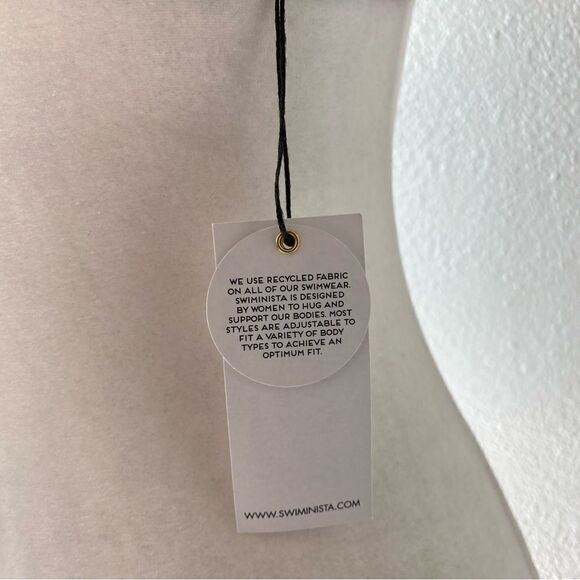 WE USE RECYCLED FABRIC
ON ALL OF OUR SWIMWEAR.
SWIMINISTA IS DESIGNED
BY WOMEN TO HUG AND
SUPPORT OUR BODIES. MOST
STYLES ARE ADJUSTABLE TO
FIT A VARIETY OF BODY
TYPES TO ACHIEVE AN
OPTIMUM FIT.
WWW.SWIMINISTA.COM